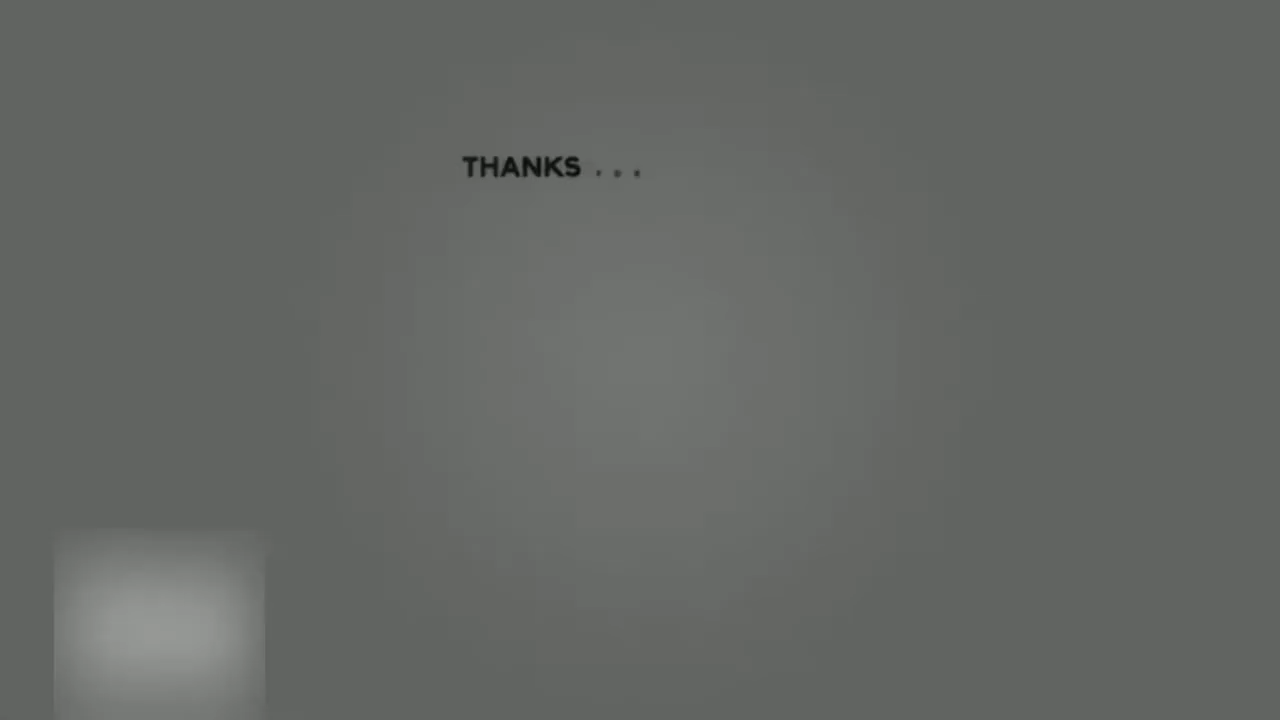 THANKS . . .